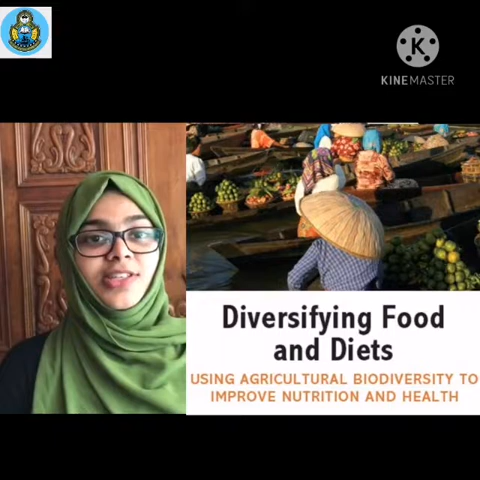 KINEMASTER
Diversifying Food
and Diets
USING AGRICULTURAL BIODIVERSITY TO
IMPROVE NUTRITION AND HEALTH